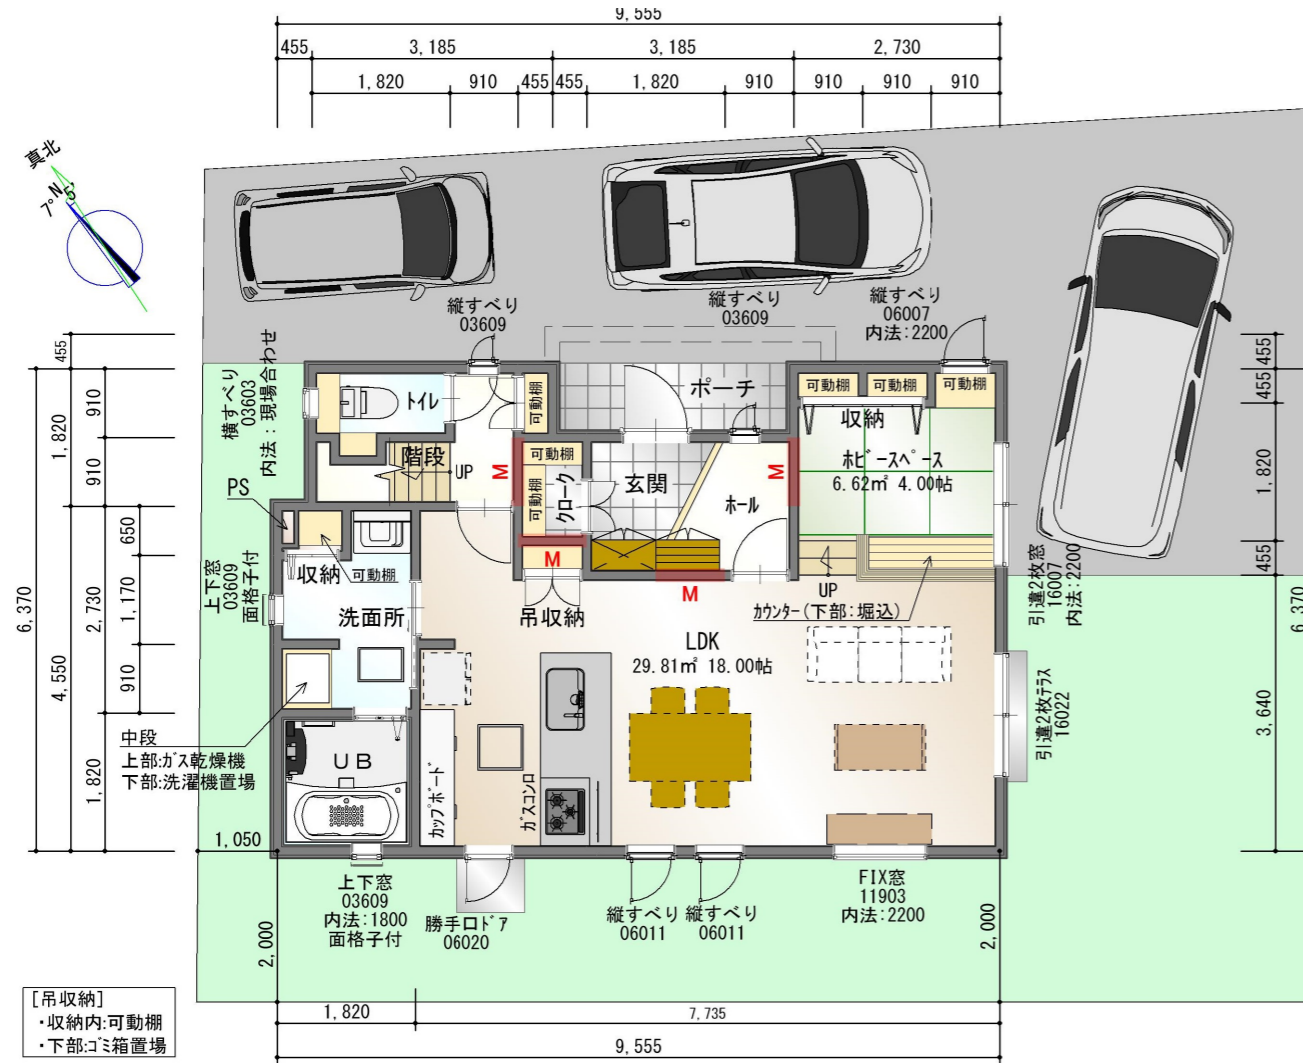 9,555
455
3,185
3,185
2,730
1,820
910
455
455
1,820
910
910
910
910
真北
N
7°5'
縦すべり
03609
縦すべり
03609
縦すべり
06007
内法:2200
455
910
1,820
910
6,370
650
2,730
1,170
4,550
910
1,820
横すべり
03603
内法:現場合わせ
トイレ
可動棚
ポーチ
可動棚
可動棚
可動棚
収納
ホビースペース
6.62㎡ 4.00帖
階段
UP
M
可動棚
可動棚
クローク
玄関
ホール
M
PS
収納
可動棚
上下窓
03609
面格子付
洗面所
M
吊収納
M
UP
カウンター(下部:堀込)
LDK
29.81㎡ 18.00帖
引違2枚窓
16007
内法:2200
455
455
1,820
455
6,370
3,640
引違2枚テラス
16022
中段
上部:ガス乾燥機
下部:洗濯機置場
UB
カップボード
ガスコンロ
1,050
上下窓
03609
内法:1800
面格子付
勝手口ドア
06020
縦すべり
06011
縦すべり
06011
FIX窓
11903
内法:2200
2,000
2,000
[吊収納]
・収納内:可動棚
・下部:ゴミ箱置場
1,820
7,735
9,555